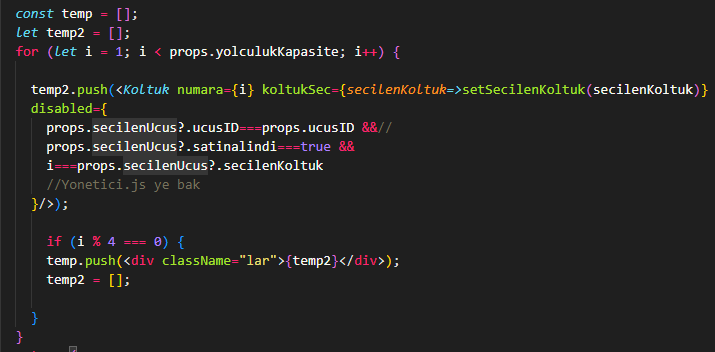 const temp = [];
let temp2 = [];
for (let i = 1; i < props.yolculukKapasite; i++) {
temp2.push(<Koltuk numara={i} koltukSec={secilenKoltuk=>setSecilenKoltuk(secilenKoltuk)}
disabled={
props.secilenUcus?.ucusID===props.ucusID &&//
props.secilenUcus?.satinalindi===true &&
i===props.secilenUcus?.secilenKoltuk
//Yonetici.js ye bak
}/>);
if (i % 4 === 0) {
temp.push(<div className="lar">{temp2}</div>);
temp2 = [];
}
}